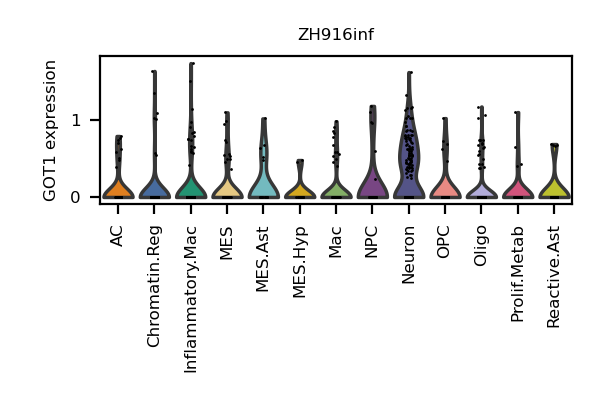 ZH916inf
GOT1 expression
1
0
AC
Chromatin.Reg
Inflammatory.Mac
MES
MES.Ast
MES.Hyp
Mac
NPC
Neuron
OPC
Oligo
Prolif.Metab
Reactive.Ast